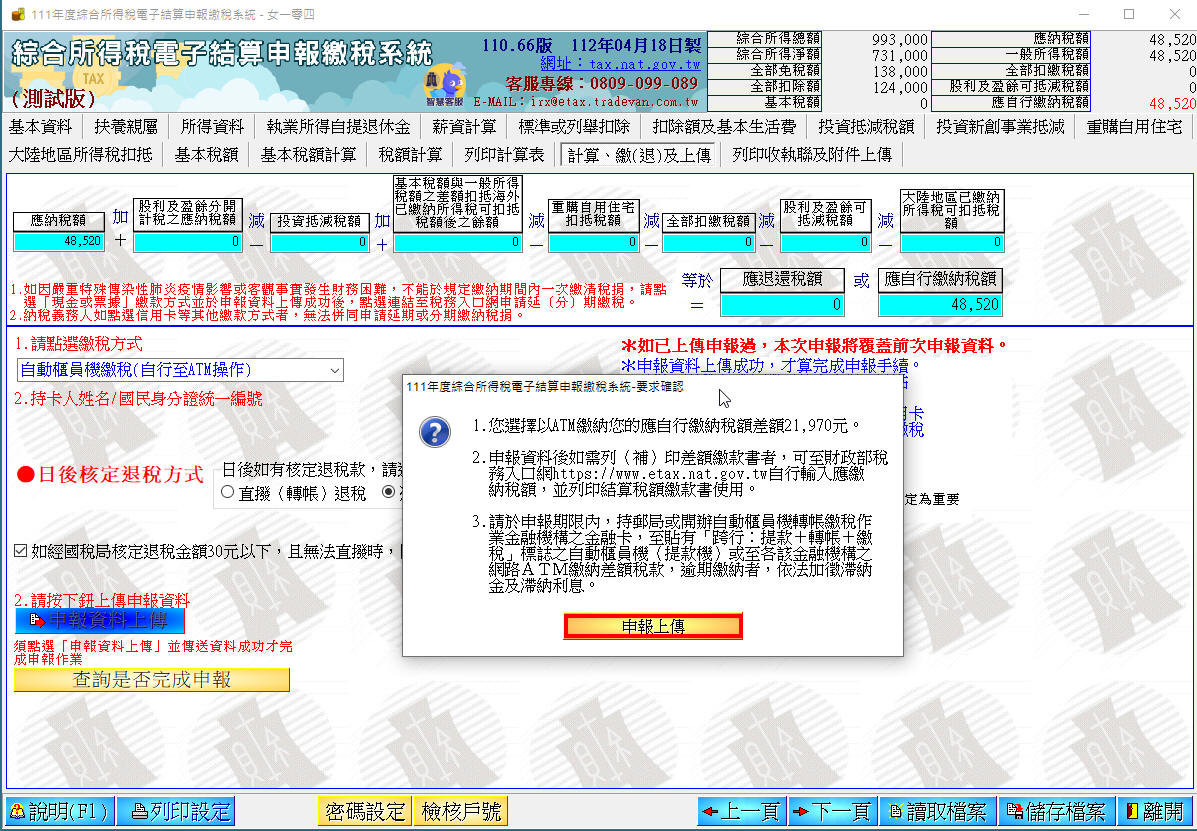 111年度綜合所得稅電子結算申報繳稅系統 - 女一零四
綜合所得稅電子結算申報繳稅系統
(測試版)
TAX
智慧客服
110.66版 112年04月18日製
網址：tax.nat.gov.tw
客服專線：0809-099-089
E-MAIL：irx@etax.tradevan.com.tw
綜合所得總額 993,000 應納稅額 48,520
綜合所得淨額 731,000 一般所得稅額 48,520
全部免稅額 138,000 全部扣繳稅額 0
全部扣除額 124,000 股利及盈餘可抵減稅額 0
基本稅額 0 應自行繳納稅額 48,520
基本資料 扶養親屬 所得資料 執業所得自提退休金 薪資計算 標準或列舉扣除 扣除額及基本生活費 投資抵減稅額 投資新創事業抵減 重購自用住宅
大陸地區所得稅扣抵 基本稅額 基本稅額計算 稅額計算 列印計算表 計算、繳(退)及上傳 列印收執聯及附件上傳
應納稅額
48,520
加
＋
股利及盈餘分開
計稅之應納稅額
0
減
－
投資抵減稅額
0
加
＋
基本稅額與一般所得
稅額之差額扣抵海外
已繳納所得稅可扣抵
稅額後之餘額
0
減
－
重購自用住宅
扣抵稅額
0
減
－
全部扣繳稅額
0
減
－
股利及盈餘可
抵減稅額
0
減
－
大陸地區已繳納
所得稅可扣抵稅
額
0
1.如因嚴重特殊傳染性肺炎疫情影響或客觀事實發生財務困難，不能於規定繳納期間內一次繳清稅捐，請點
選「現金或票據」繳款方式並於申報資料上傳成功後，點選連結至稅務入口網申請延（分）期繳稅。
2.納稅義務人如點選信用卡等其他繳款方式者，無法併同申請延期或分期繳納稅捐。
等於
＝
應退還稅額
0
或
應自行繳納稅額
48,520
1.請點選繳稅方式
自動櫃員機繳稅(自行至ATM操作)
2.持卡人姓名/國民身分證統一編號
＊如已上傳申報過，本次申報將覆蓋前次申報資料。
＊申報資料上傳成功，才算完成申報手續。
卡
繳稅
●日後核定退稅方式
日後如有核定退稅款，請
直撥（轉帳）退稅
定為重要
如經國稅局核定退稅金額30元以下，且無法直撥時，
2.請按下鈕上傳申報資料
申報資料上傳
須點選「申報資料上傳」並傳送資料成功才完
成申報作業
查詢是否完成申報
111年度綜合所得稅電子結算申報繳稅系統-要求確認
1.您選擇以ATM繳納您的應自行繳納稅額差額21,970元。
2.申報資料後如需列（補）印差額繳款書者，可至財政部稅
務入口網https://www.etax.nat.gov.tw自行輸入應繳
納稅額，並列印結算稅額繳款書使用。
3.請於申報期限內，持郵局或開辦自動櫃員機轉帳繳稅作
業金融機構之金融卡，至貼有「跨行：提款＋轉帳＋繳
稅」標誌之自動櫃員機（提款機）或至各該金融機構之
網路ＡＴＭ繳納差額稅款，逾期繳納者，依法加徵滯納
金及滯納利息。
申報上傳
說明(F1) 列印設定 密碼設定 檢核戶號 上一頁 下一頁 讀取檔案 儲存檔案 離開